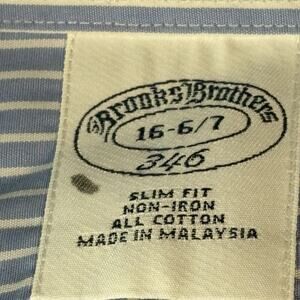 Brooks Brothers
16-6/7
346
SLIM FIT
NON-IRON
ALL COTTON
MADE IN MALAYSIA